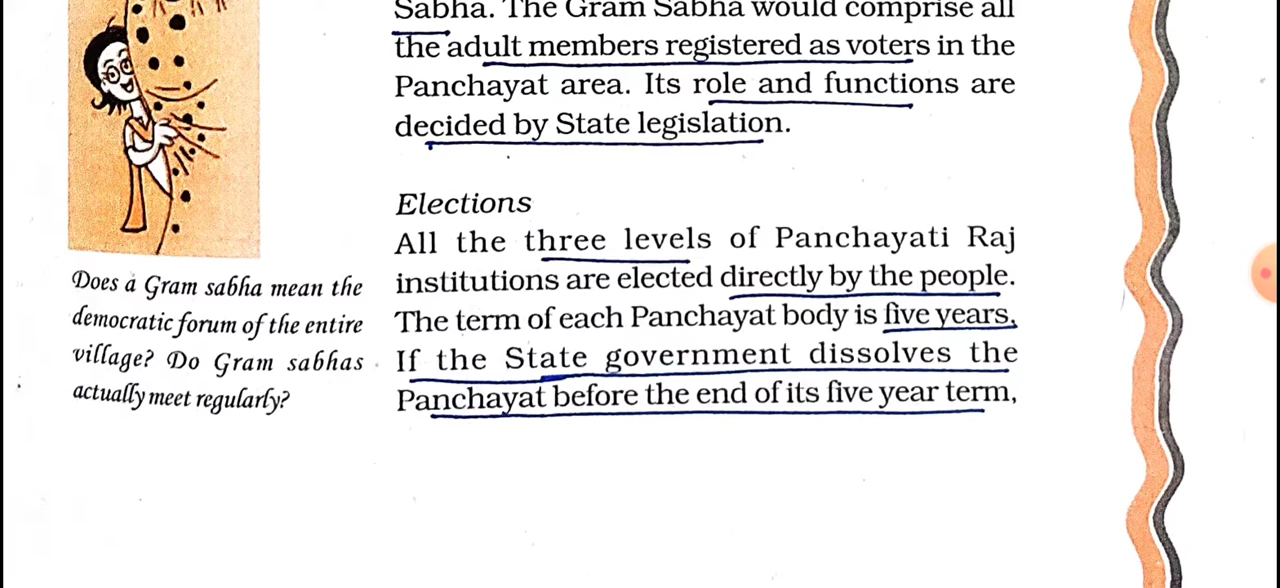 Sabha. The Gram Sabha would comprise all
the adult members registered as voters in the
Panchayat area. Its role and functions are
decided by State legislation.
Elections
All the three levels of Panchayati Raj
institutions are elected directly by the people.
The term of each Panchayat body is five years.
If the State government dissolves the
Panchayat before the end of its five year term,
Does a Gram sabha mean the
democratic forum of the entire
village? Do Gram sabhas
actually meet regularly?